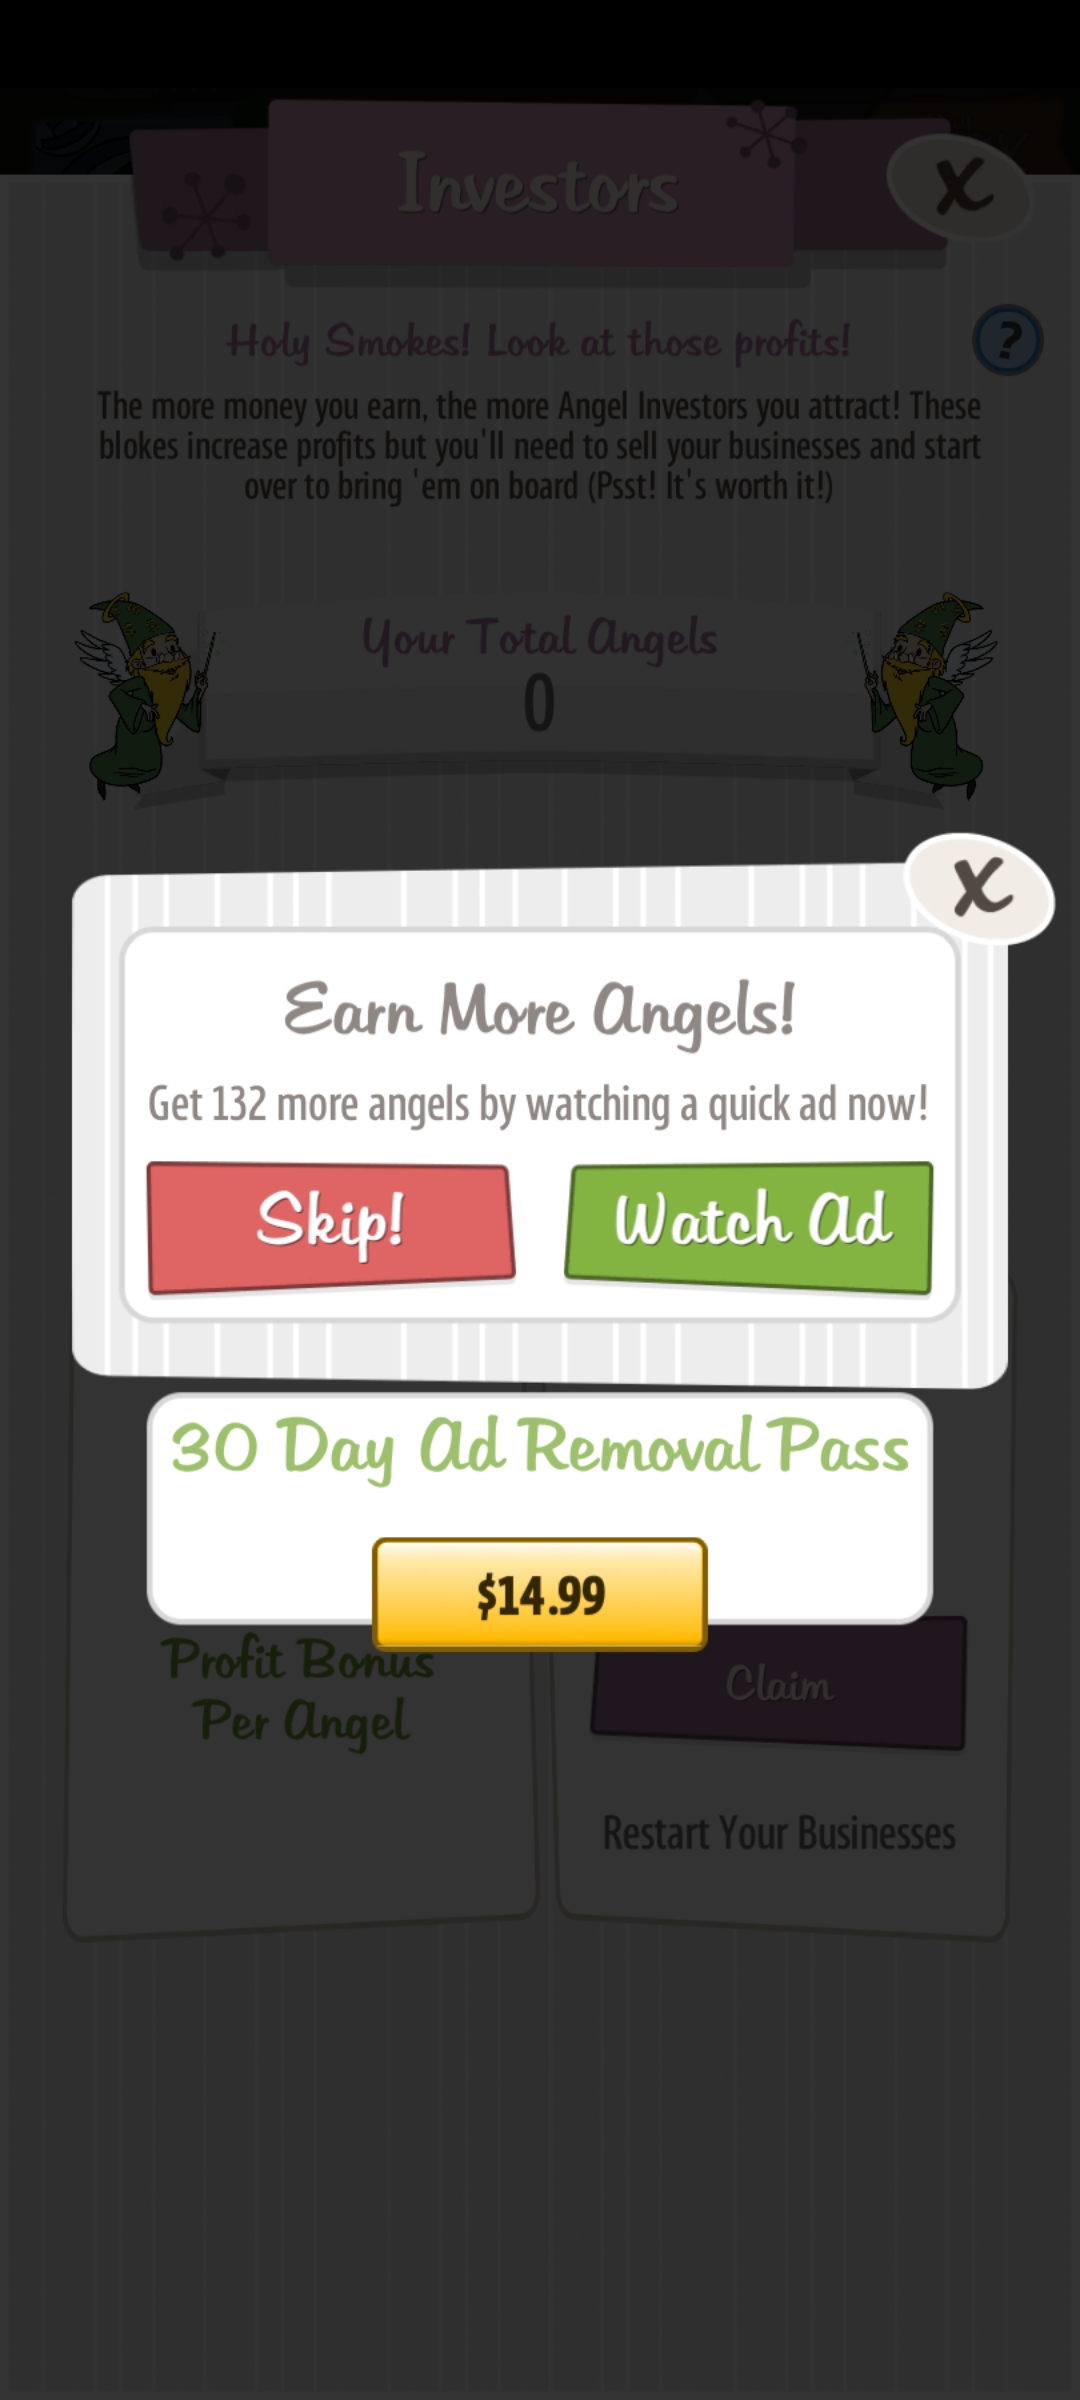 Investors
X
Holy Smokes! Look at those profits!
?
The more money you earn, the more Angel Investors you attract! These
blokes increase profits but you'll need to sell your businesses and start
over to bring 'em on board (Psst! It's worth it!)
Your Total Angels
0
X
Earn More Angels!
Get 132 more angels by watching a quick ad now!
Skip!
Watch Ad
30 Day Ad Removal Pass
$14.99
Profit Bonus
Per Angel
Claim
Restart Your Businesses